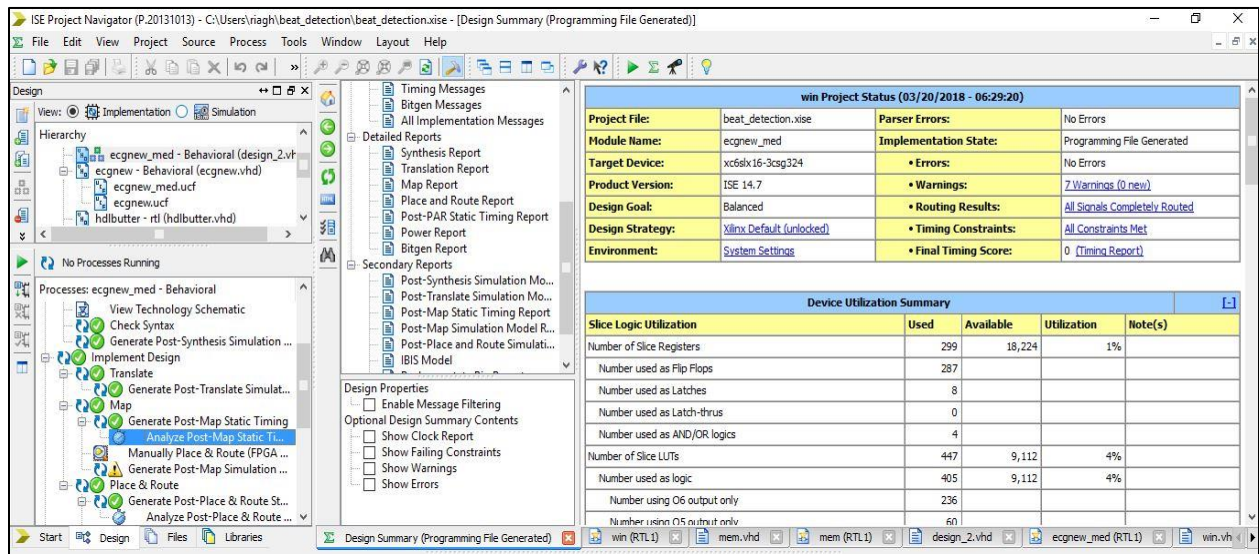 ISE Project Navigator (P.20131013) - C:\Users\riagh\beat_detection\beat_detection.xise - [Design Summary (Programming File Generated)]
File Edit View Project Source Process Tools Window Layout Help
Design
View: Implementation Simulation
Hierarchy
ecgnew_med - Behavioral (design_2.vh
ecgnew - Behavioral (ecgnew.vhd)
ecgnew_med.ucf
ecgnew.ucf
hdlbutter - rtl (hdlbutter.vhd)
No Processes Running
Processes: ecgnew_med - Behavioral
View Technology Schematic
Check Syntax
Generate Post-Synthesis Simulation ...
Implement Design
Translate
Generate Post-Translate Simulat...
Map
Generate Post-Map Static Timing
Analyze Post-Map Static Ti...
Manually Place & Route (FPGA ...
Generate Post-Map Simulation ...
Place & Route
Generate Post-Place & Route St...
Analyze Post-Place & Route ...
Start Design Files Libraries
Timing Messages
Bitgen Messages
All Implementation Messages
Detailed Reports
Synthesis Report
Translation Report
Map Report
Place and Route Report
Post-PAR Static Timing Report
Power Report
Bitgen Report
Secondary Reports
Post-Synthesis Simulation Mo...
Post-Translate Simulation Mo...
Post-Map Static Timing Report
Post-Map Simulation Model R...
Post-Place and Route Simulati...
IBIS Model
Design Properties
Enable Message Filtering
Optional Design Summary Contents
Show Clock Report
Show Failing Constraints
Show Warnings
Show Errors
win Project Status (03/20/2018 - 06:29:20)
Project File: beat_detection.xise Parser Errors: No Errors
Module Name: ecgnew_med Implementation State: Programming File Generated
Target Device: xc6slx16-3csg324 • Errors: No Errors
Product Version: ISE 14.7 • Warnings: 7 Warnings (0 new)
Design Goal: Balanced • Routing Results: All Signals Completely Routed
Design Strategy: Xilinx Default (unlocked) • Timing Constraints: All Constraints Met
Environment: System Settings • Final Timing Score: 0 (Timing Report)
Device Utilization Summary [-]
Slice Logic Utilization Used Available Utilization Note(s)
Number of Slice Registers 299 18,224 1%
Number used as Flip Flops 287
Number used as Latches 8
Number used as Latch-thrus 0
Number used as AND/OR logics 4
Number of Slice LUTs 447 9,112 4%
Number used as logic 405 9,112 4%
Number using O6 output only 236
Number using O5 output only 60
Design Summary (Programming File Generated) win (RTL1) mem.vhd mem (RTL1) design_2.vhd ecgnew_med (RTL1) win.vh